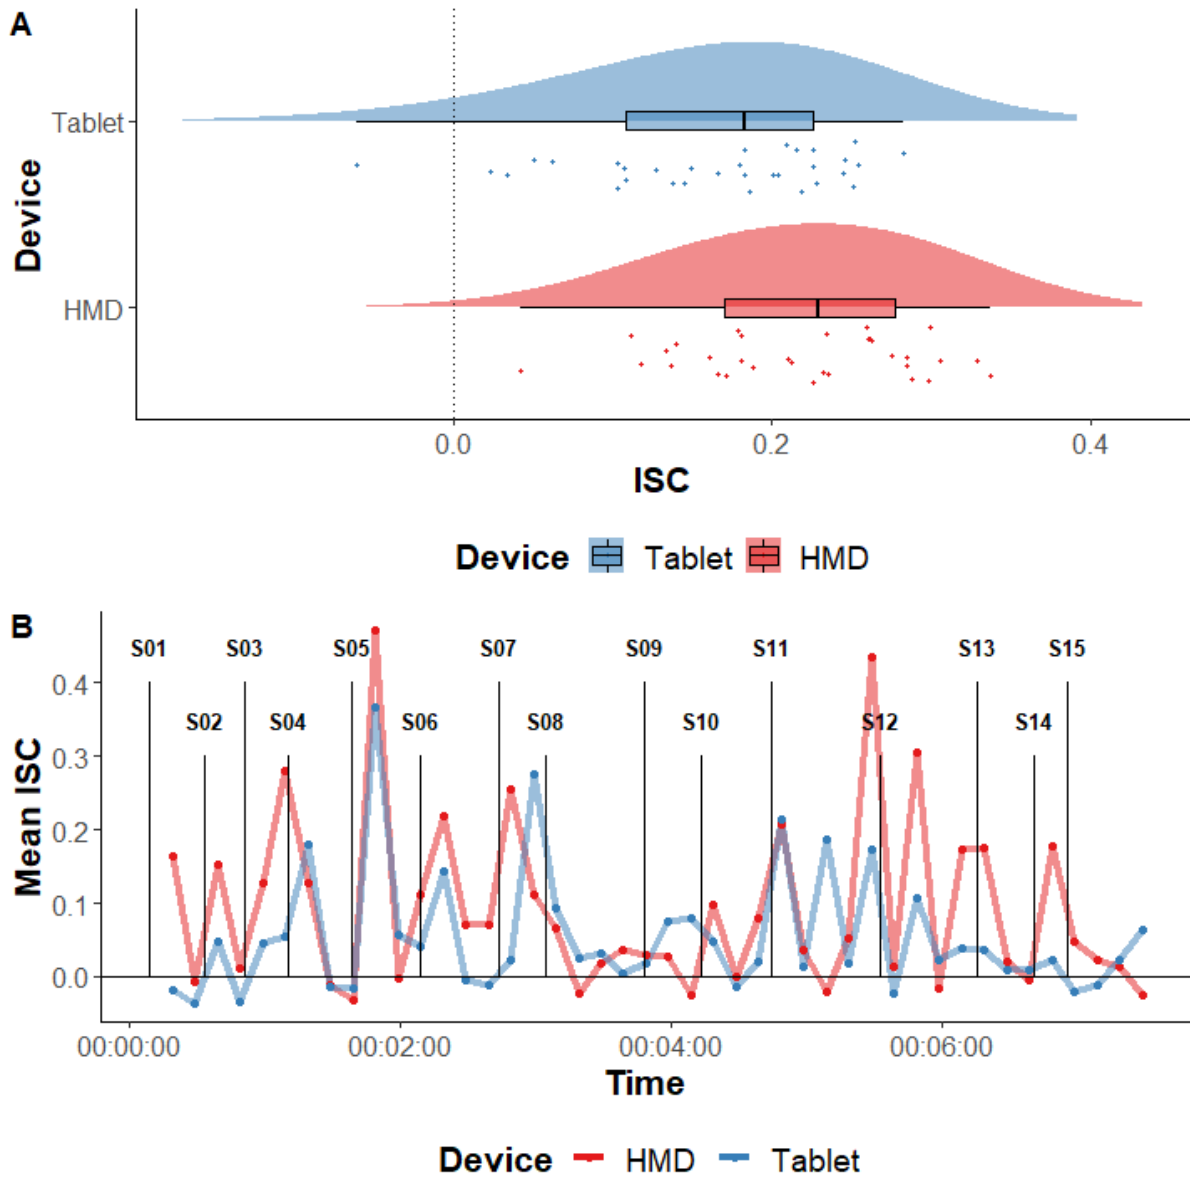 A
Tablet
Device
HMD
0.0 0.2 0.4
ISC
Device Tablet HMD
B
S01 S03 S05 S07 S09 S11 S13 S15
0.4
S02 S04 S06 S08 S10 S12 S14
0.3
0.2
Mean ISC
0.1
0.0
00:00:00 00:02:00 00:04:00 00:06:00
Time
Device HMD Tablet